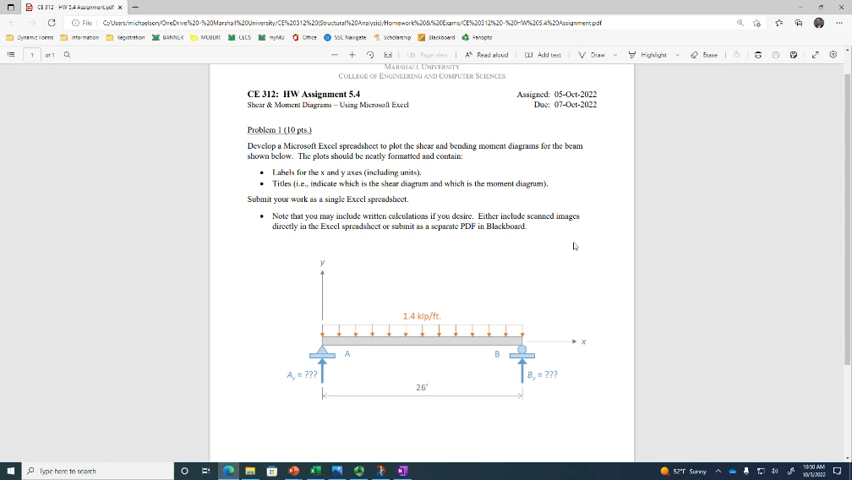 CE 312 - HW 5.4 Assignment.pdf
File
C:/Users/michaelson/OneDrive%20-%20Marshall%20University/CE%20312%20(Structural%20Analysis)/Homework%20&%20Exams/CE%20312%20-%20HW%205.4%20Assignment.pdf
Dynamic Forms Information Registration BANNER MUBERT CECS myMU Office SSC Navigate Scholarship Blackboard Panopto
1 of 1 Page view Read aloud Add text Draw Highlight Erase
MARSHALL UNIVERSITY
COLLEGE OF ENGINEERING AND COMPUTER SCIENCES
CE 312: HW Assignment 5.4 Assigned: 05-Oct-2022
Shear & Moment Diagrams – Using Microsoft Excel Due: 07-Oct-2022
Problem 1 (10 pts.)
Develop a Microsoft Excel spreadsheet to plot the shear and bending moment diagrams for the beam
shown below. The plots should be neatly formatted and contain:
• Labels for the x and y axes (including units).
• Titles (i.e., indicate which is the shear diagram and which is the moment diagram).
Submit your work as a single Excel spreadsheet.
• Note that you may include written calculations if you desire. Either include scanned images
directly in the Excel spreadsheet or submit as a separate PDF in Blackboard.
y
1.4 kip/ft.
x
A B
Ay = ??? By = ???
26'
Type here to search
52°F Sunny
10:50 AM
10/5/2022